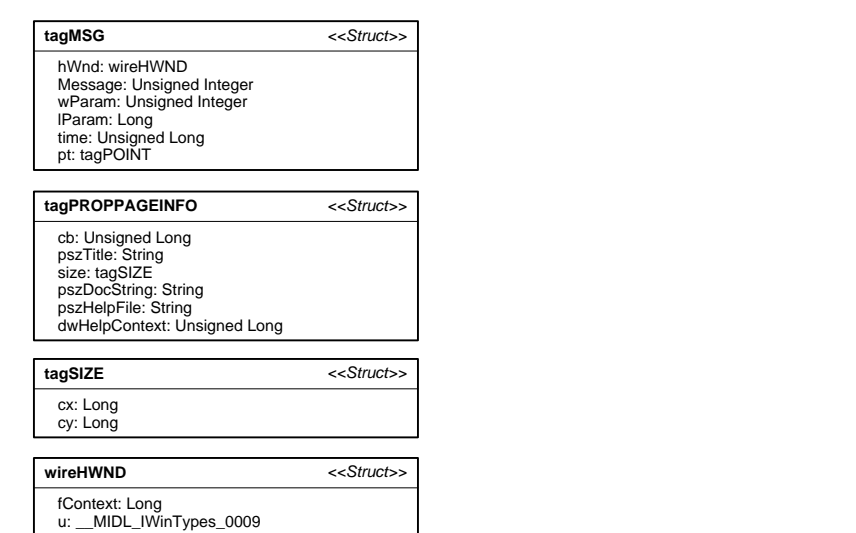 tagMSG <<Struct>>
hWnd: wireHWND
Message: Unsigned Integer
wParam: Unsigned Integer
lParam: Long
time: Unsigned Long
pt: tagPOINT
tagPROPPAGEINFO <<Struct>>
cb: Unsigned Long
pszTitle: String
size: tagSIZE
pszDocString: String
pszHelpFile: String
dwHelpContext: Unsigned Long
tagSIZE <<Struct>>
cx: Long
cy: Long
wireHWND <<Struct>>
fContext: Long
u: __MIDL_IWinTypes_0009